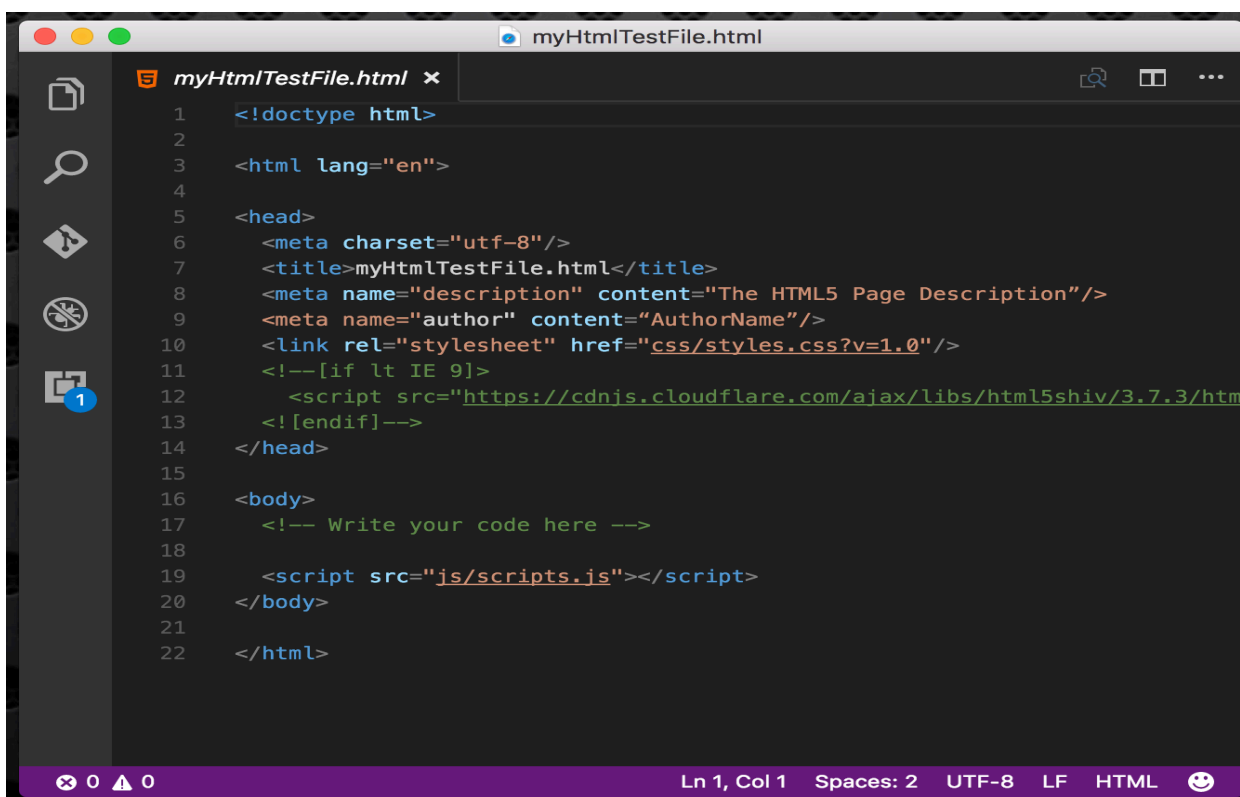 myHtmlTestFile.html
myHtmlTestFile.html ×
1 <!doctype html>
2
3 <html lang="en">
4
5 <head>
6   <meta charset="utf-8"/>
7   <title>myHtmlTestFile.html</title>
8   <meta name="description" content="The HTML5 Page Description”/>
9   <meta name="author" content=“AuthorName”/>
10   <link rel="stylesheet" href="css/styles.css?v=1.0"/>
11   <!--[if lt IE 9]>
12     <script src="https://cdnjs.cloudflare.com/ajax/libs/html5shiv/3.7.3/htm
13   <![endif]-->
14 </head>
15
16 <body>
17   <!-- Write your code here -->
18
19   <script src="js/scripts.js"></script>
20 </body>
21
22 </html>
1
0 0 Ln 1, Col 1 Spaces: 2 UTF-8 LF HTML